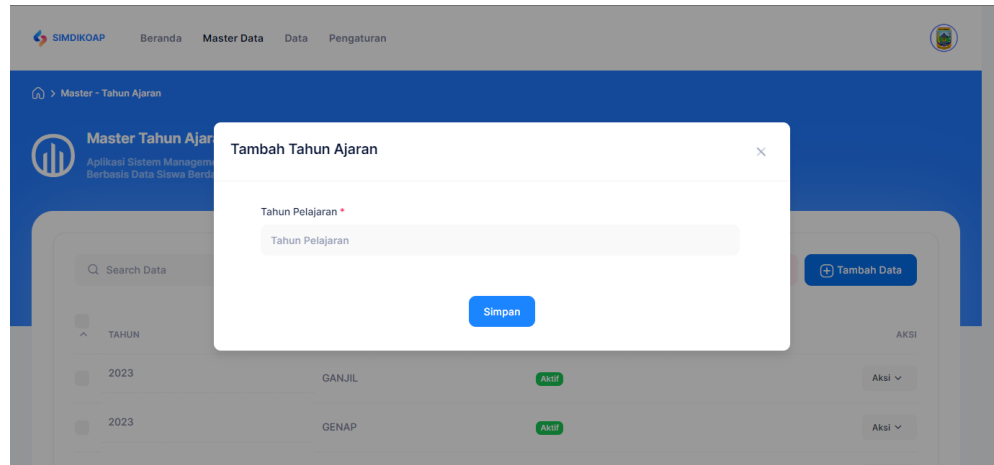 SIMDIKOAP Beranda Master Data Data Pengaturan
> Master - Tahun Ajaran
Master Tahun Ajar
Aplikasi Sistem Manageme
Berbasis Data Siswa Berda
Tambah Tahun Ajaran
Tahun Pelajaran *
Tahun Pelajaran
Simpan
Search Data
Tambah Data
TAHUN AKSI
2023 GANJIL Aktif Aksi
2023 GENAP Aktif Aksi